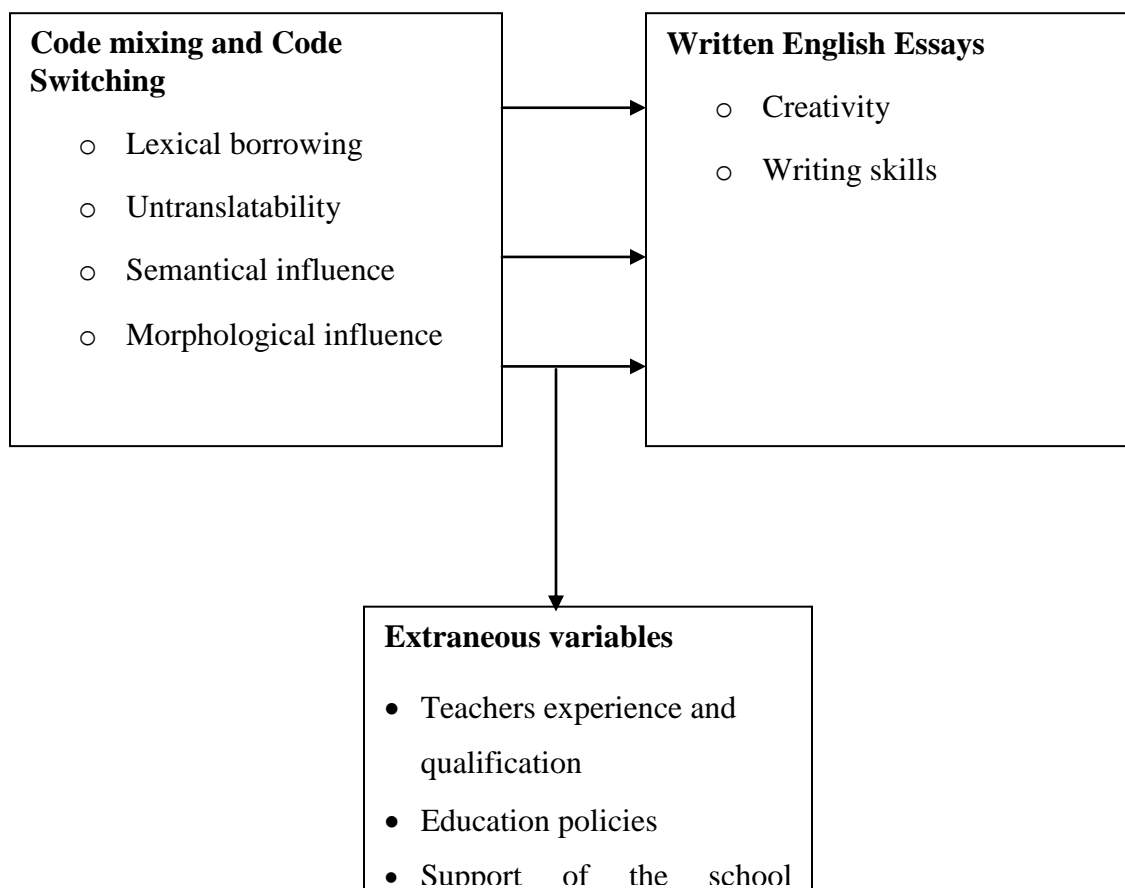 Code mixing and Code
Switching
o Lexical borrowing
o Untranslatability
o Semantical influence
o Morphological influence
Written English Essays
o Creativity
o Writing skills
Extraneous variables
• Teachers experience and
qualification
• Education policies
• Support of the school